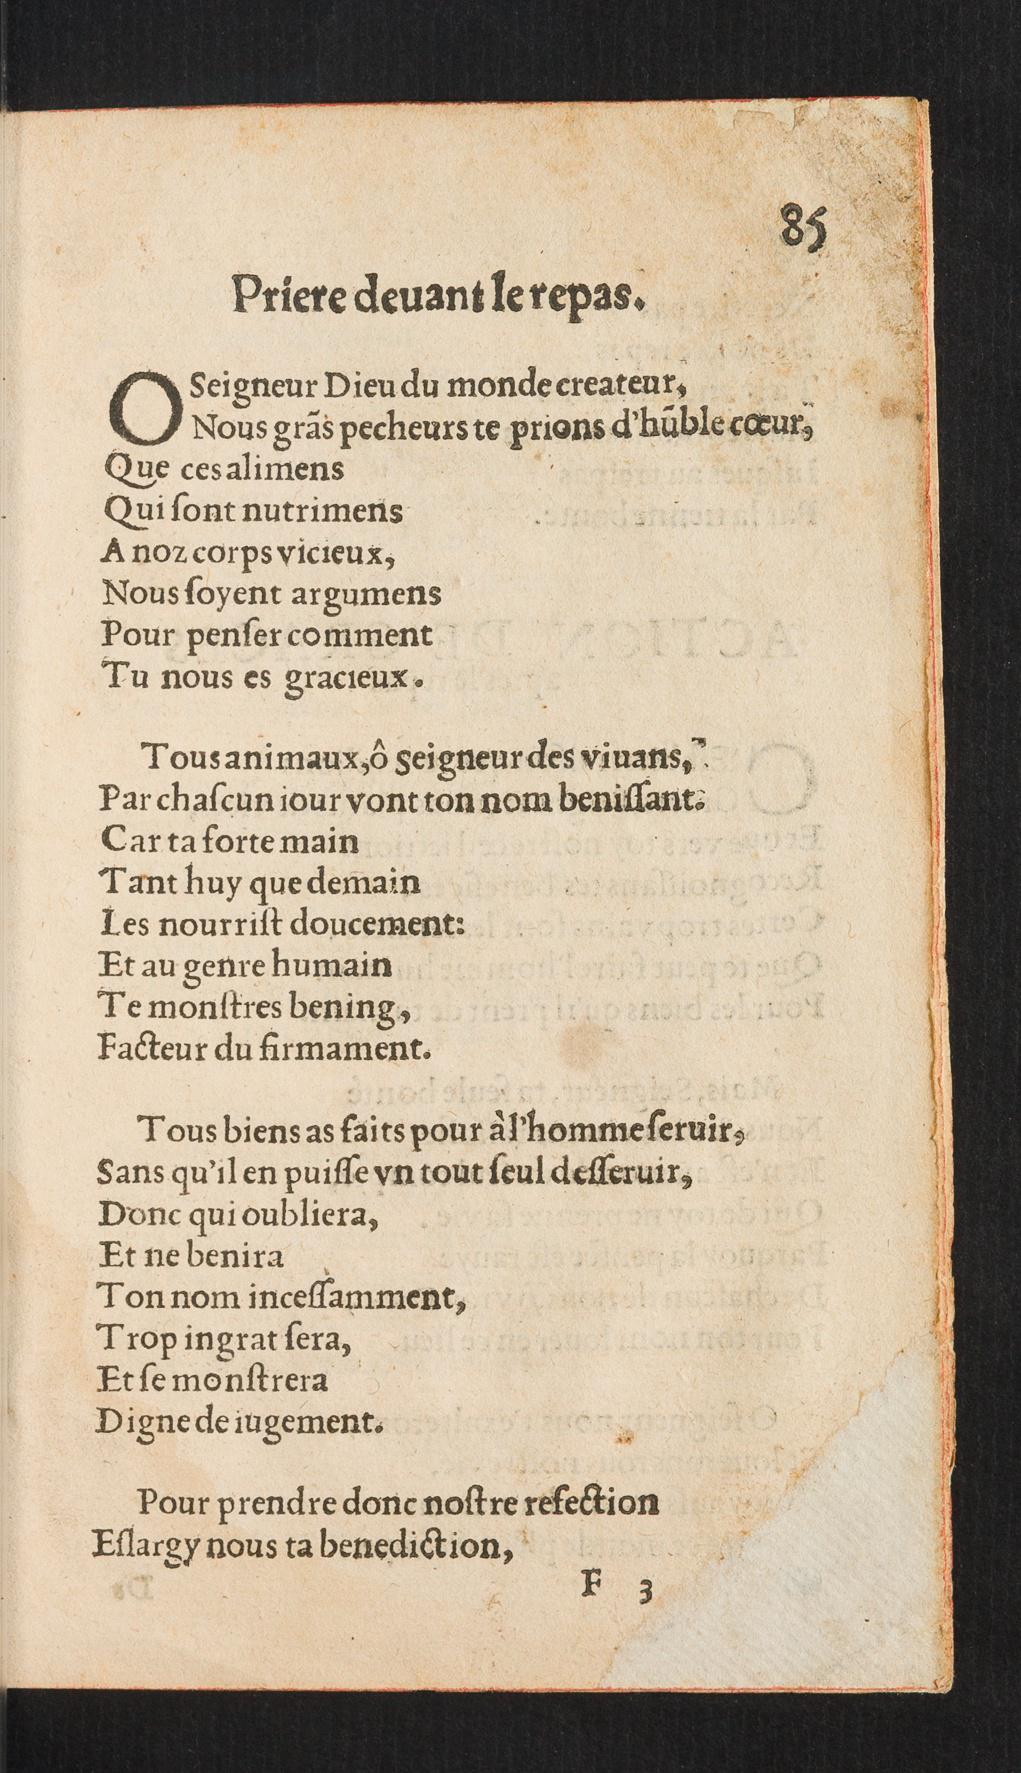 85
Priere deuant le repas.
O Seigneur Dieu du monde createur,
Nous grãs pecheurs te prions d'hũble cœur,
Que ces alimens
Qui ſont nutrimens
A noz corps vicieux,
Nous ſoyent argumens
Pour penſer comment
Tu nous es gracieux.
Tous animaux, ô seigneur des viuans,
Par chaſcun iour vont ton nom beniſſant:
Car ta forte main
Tant huy que demain
Les nourriſt doucement:
Et au genre humain
Te monſtres bening,
Facteur du firmament.
Tous biens as faits pour à l'homme ſeruir,
Sans qu'il en puiſſe vn tout ſeul deſſeruir,
Donc qui oubliera,
Et ne benira
Ton nom inceſſamment,
Trop ingrat ſera,
Et ſe monſtrera
Digne de iugement.
Pour prendre donc noſtre refection
Eſlargy nous ta benediction,
F 3